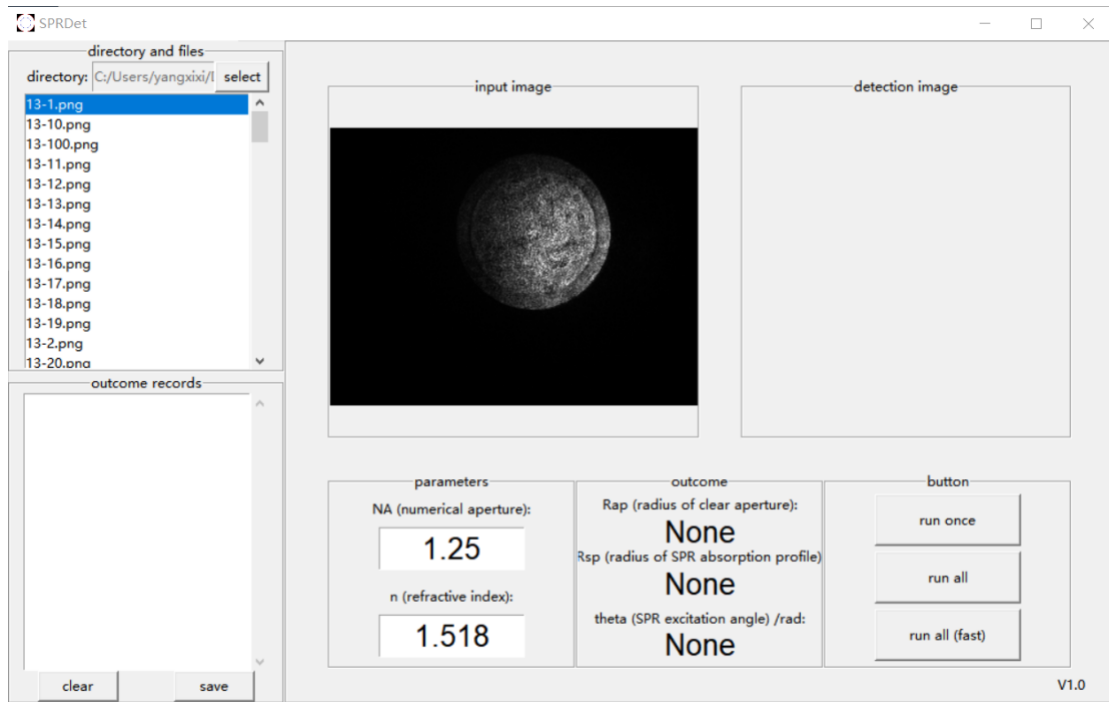 SPRDet
directory and files
directory: C:/Users/yangxixi/ select
13-1.png
13-10.png
13-100.png
13-11.png
13-12.png
13-13.png
13-14.png
13-15.png
13-16.png
13-17.png
13-18.png
13-19.png
13-2.png
13-20.png
outcome records
clear save
input image
detection image
parameters
NA (numerical aperture):
1.25
n (refractive index):
1.518
outcome
Rap (radius of clear aperture):
None
Rsp (radius of SPR absorption profile)
None
theta (SPR excitation angle) /rad:
None
button
run once
run all
run all (fast)
V1.0